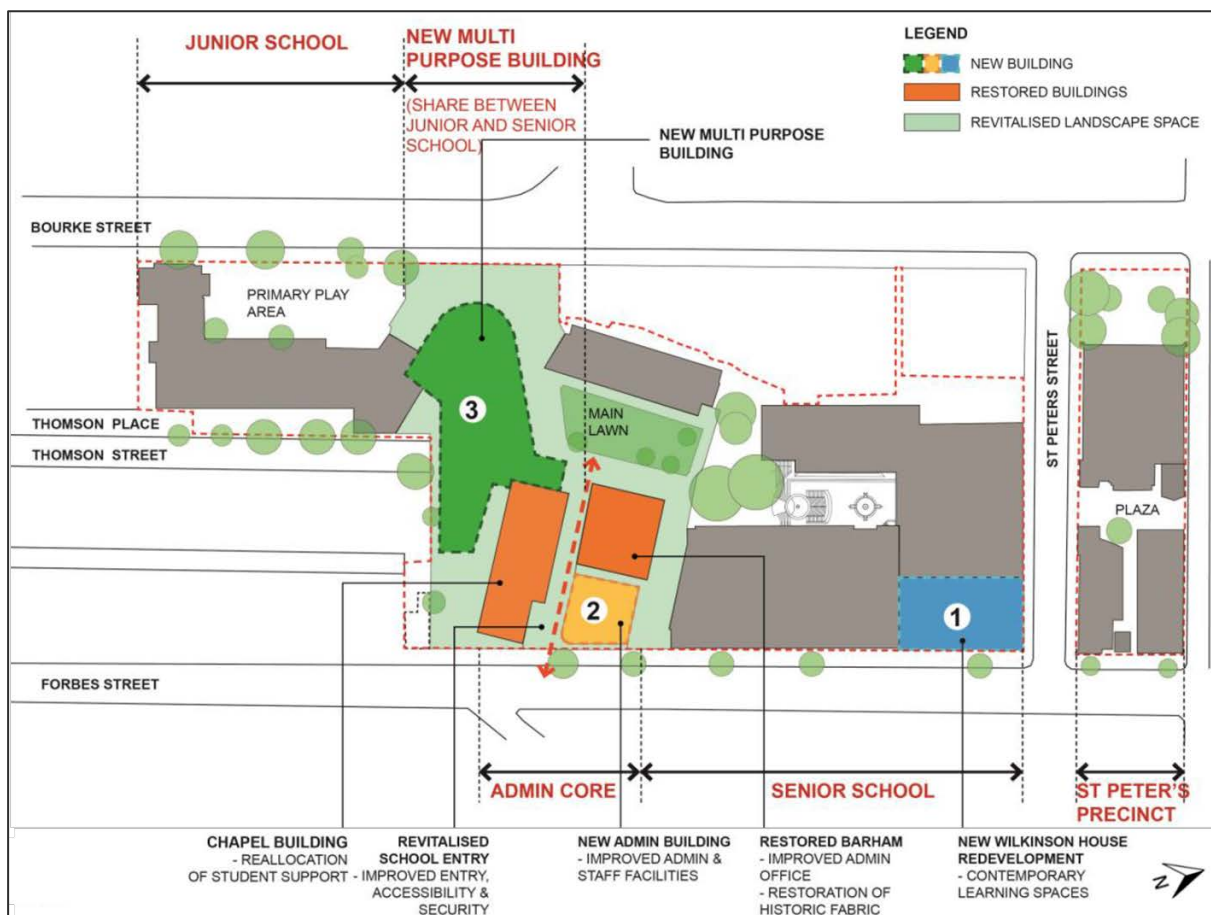 JUNIOR SCHOOL
NEW MULTI
PURPOSE BUILDING
(SHARE BETWEEN
JUNIOR AND SENIOR
SCHOOL)
NEW MULTI PURPOSE
BUILDING
LEGEND
NEW BUILDING
RESTORED BUILDINGS
REVITALISED LANDSCAPE SPACE
BOURKE STREET
PRIMARY PLAY
AREA
THOMSON PLACE
THOMSON STREET
3
MAIN
LAWN
ST PETERS STREET
PLAZA
2
1
FORBES STREET
ADMIN CORE
SENIOR SCHOOL
ST PETER'S
PRECINCT
CHAPEL BUILDING
- REALLOCATION
OF STUDENT SUPPORT
REVITALISED
SCHOOL ENTRY
- IMPROVED ENTRY,
ACCESSIBILITY &
SECURITY
NEW ADMIN BUILDING
- IMPROVED ADMIN &
STAFF FACILITIES
RESTORED BARHAM
- IMPROVED ADMIN
OFFICE
- RESTORATION OF
HISTORIC FABRIC
NEW WILKINSON HOUSE
REDEVELOPMENT
- CONTEMPORARY
LEARNING SPACES
N